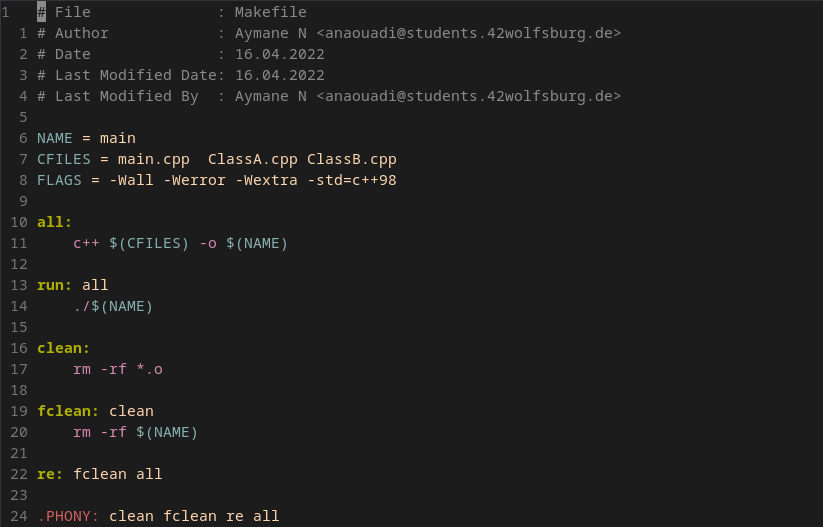 1   # File              : Makefile
  1 # Author            : Aymane N <anaouadi@students.42wolfsburg.de>
  2 # Date              : 16.04.2022
  3 # Last Modified Date: 16.04.2022
  4 # Last Modified By  : Aymane N <anaouadi@students.42wolfsburg.de>
  5
  6 NAME = main
  7 CFILES = main.cpp  ClassA.cpp ClassB.cpp
  8 FLAGS = -Wall -Werror -Wextra -std=c++98
  9
 10 all:
 11     c++ $(CFILES) -o $(NAME)
 12
 13 run: all
 14     ./$(NAME)
 15
 16 clean:
 17     rm -rf *.o
 18
 19 fclean: clean
 20     rm -rf $(NAME)
 21
 22 re: fclean all
 23
 24 .PHONY: clean fclean re all